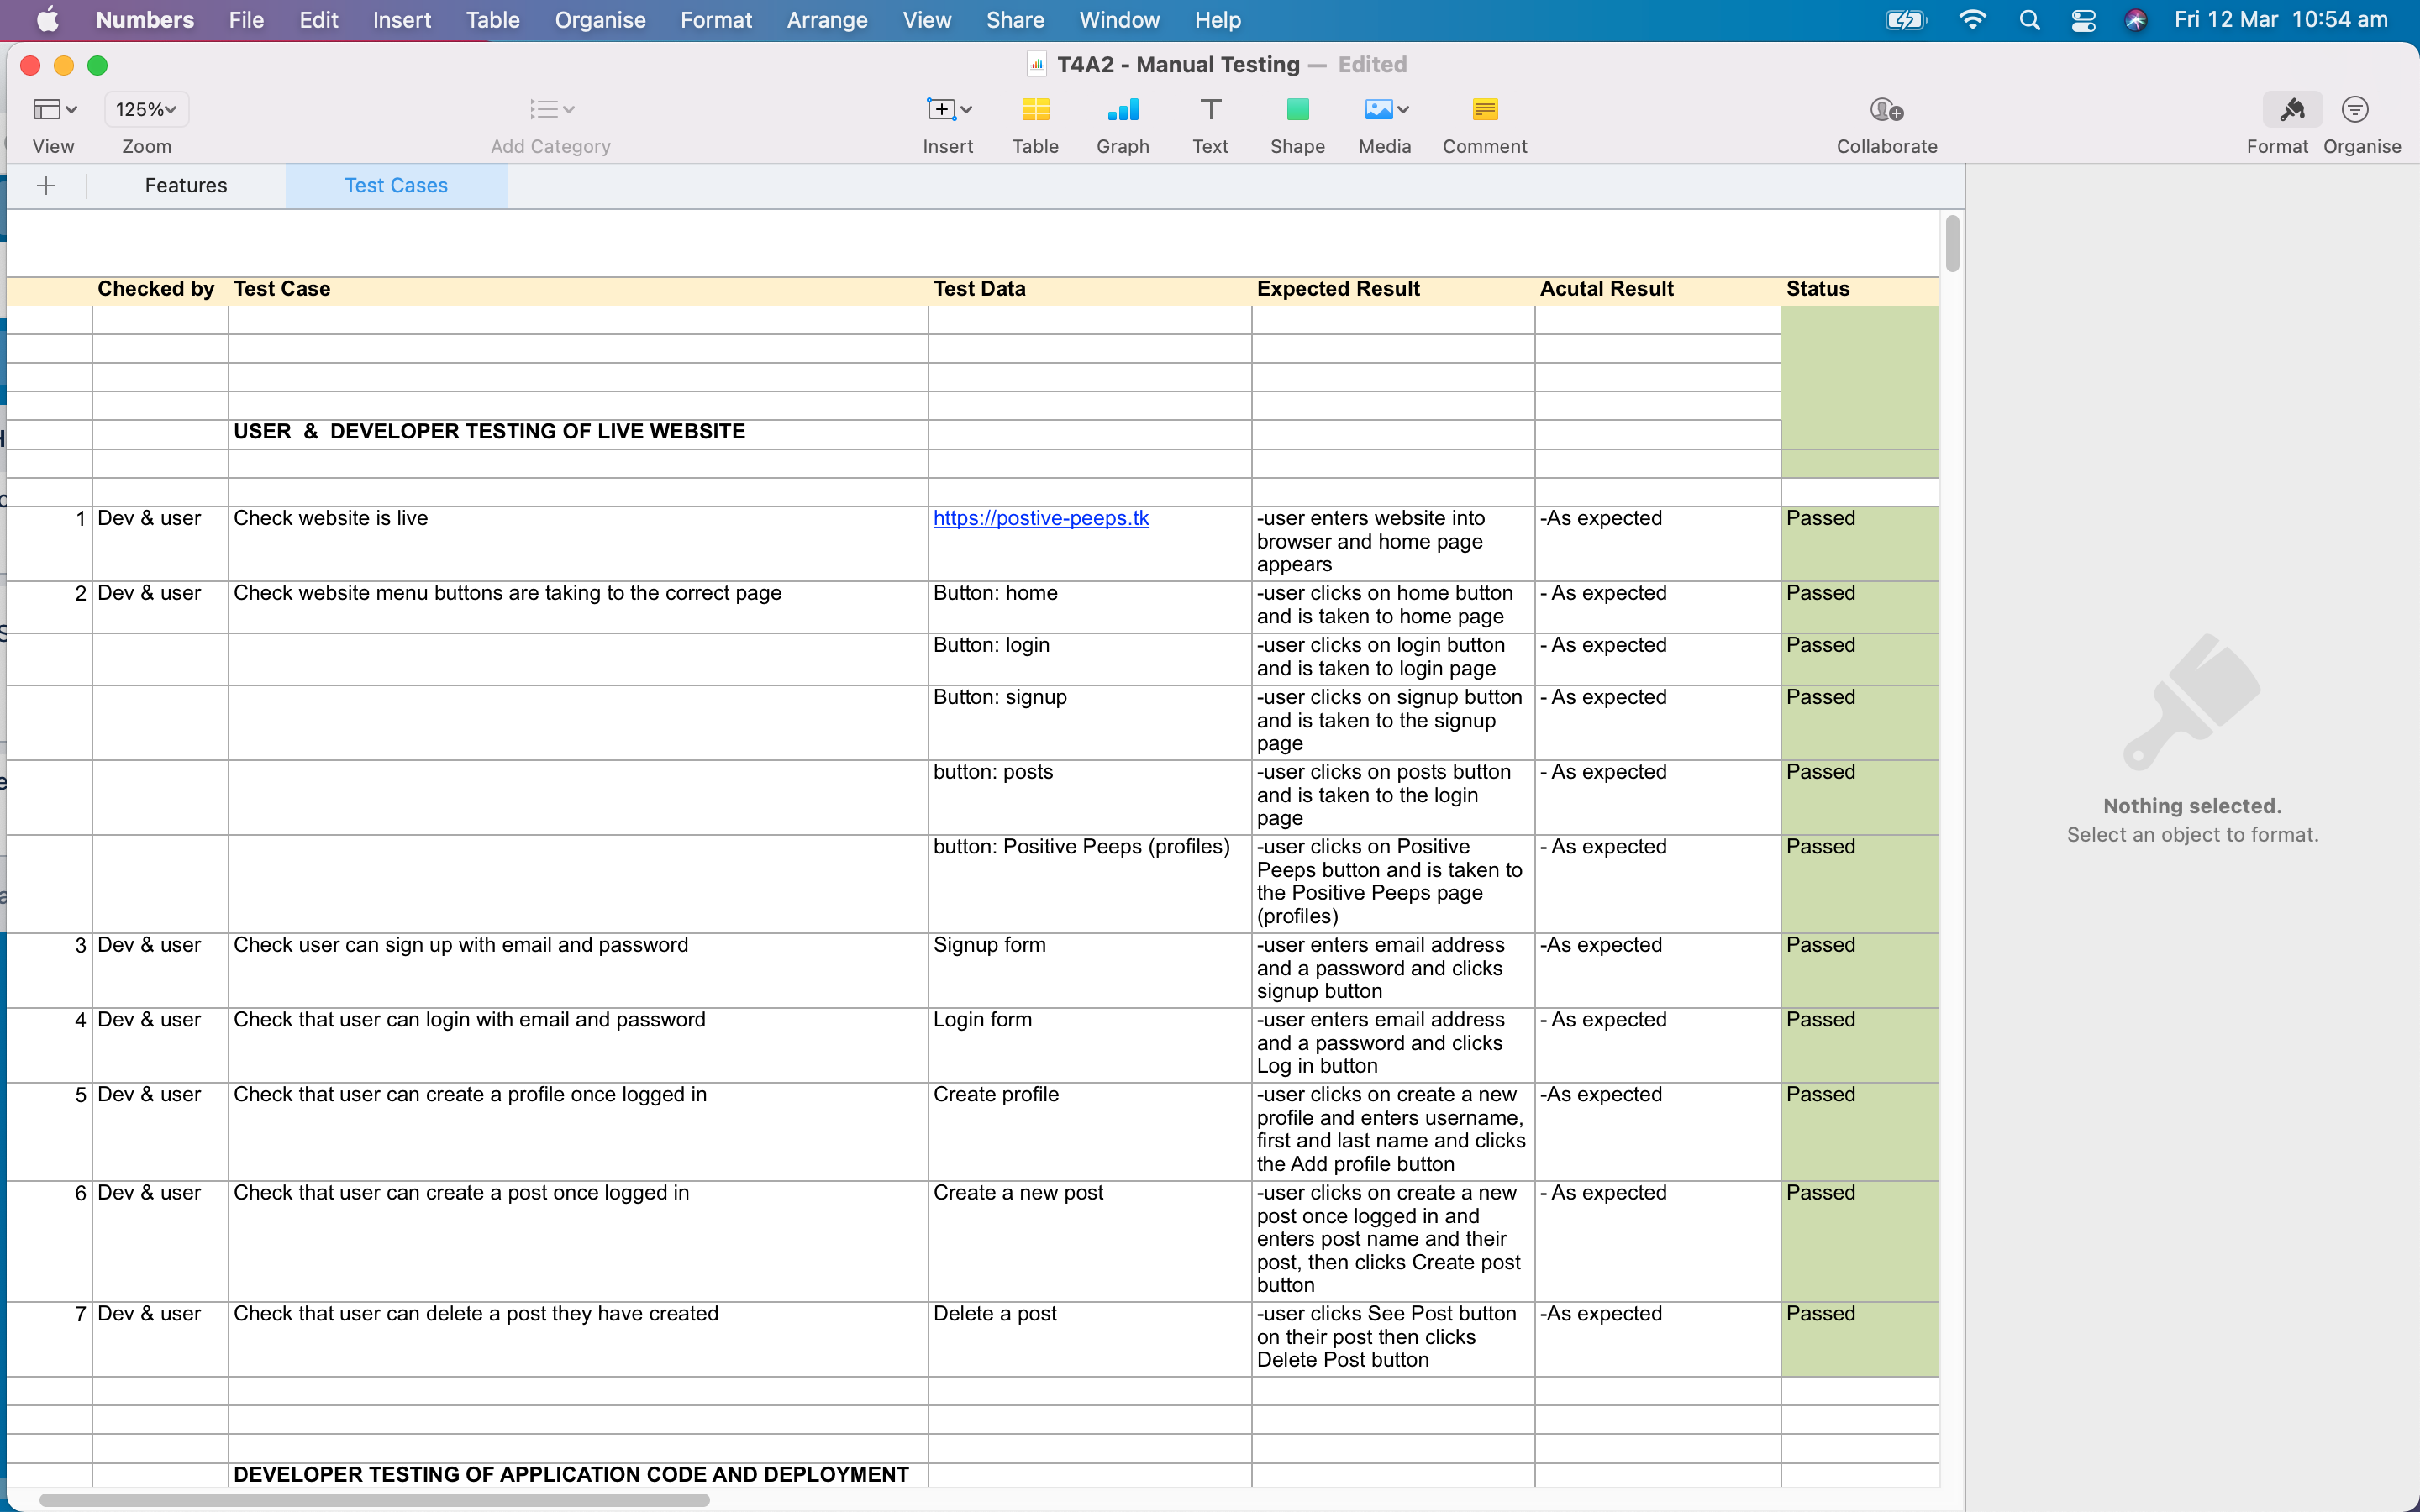 Numbers File Edit Insert Table Organise Format Arrange View Share Window Help Fri 12 Mar 10:54 am
T4A2 - Manual Testing — Edited
125%
View Zoom Add Category Insert Table Graph Text Shape Media Comment Collaborate Format Organise
Features Test Cases
Checked by Test Case Test Data Expected Result Acutal Result Status
USER & DEVELOPER TESTING OF LIVE WEBSITE
1 Dev & user Check website is live https://postive-peeps.tk -user enters website into -As expected Passed
browser and home page
appears
2 Dev & user Check website menu buttons are taking to the correct page Button: home -user clicks on home button - As expected Passed
and is taken to home page
Button: login -user clicks on login button - As expected Passed
and is taken to login page
Button: signup -user clicks on signup button - As expected Passed
and is taken to the signup
page
button: posts -user clicks on posts button - As expected Passed
and is taken to the login
page
button: Positive Peeps (profiles) -user clicks on Positive - As expected Passed
Peeps button and is taken to
the Positive Peeps page
(profiles)
3 Dev & user Check user can sign up with email and password Signup form -user enters email address -As expected Passed
and a password and clicks
signup button
4 Dev & user Check that user can login with email and password Login form -user enters email address - As expected Passed
and a password and clicks
Log in button
5 Dev & user Check that user can create a profile once logged in Create profile -user clicks on create a new -As expected Passed
profile and enters username,
first and last name and clicks
the Add profile button
6 Dev & user Check that user can create a post once logged in Create a new post -user clicks on create a new - As expected Passed
post once logged in and
enters post name and their
post, then clicks Create post
button
7 Dev & user Check that user can delete a post they have created Delete a post -user clicks See Post button -As expected Passed
on their post then clicks
Delete Post button
DEVELOPER TESTING OF APPLICATION CODE AND DEPLOYMENT
Nothing selected.
Select an object to format.